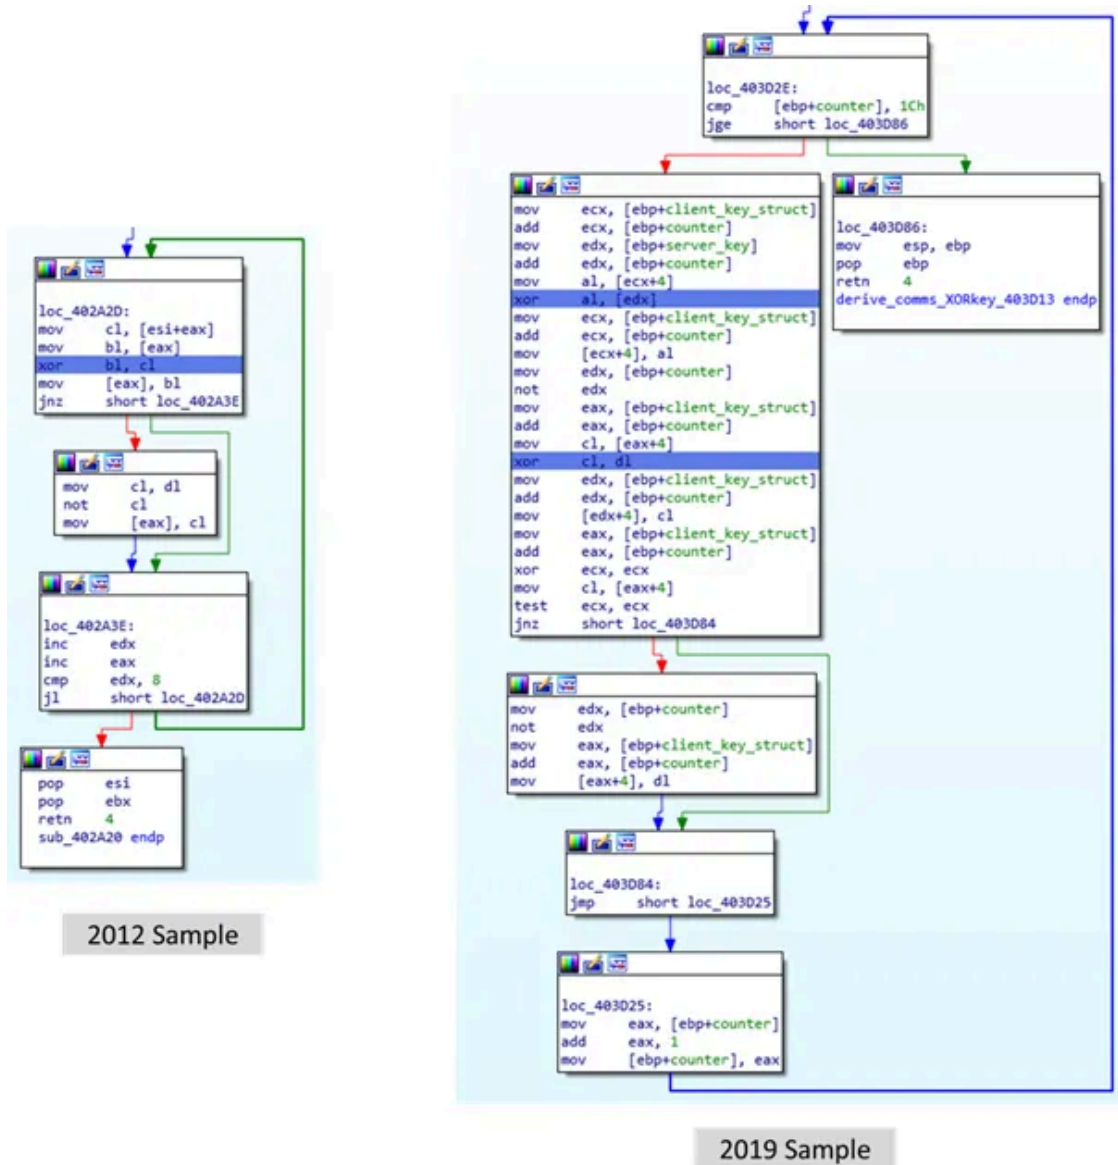 loc_402A2D:
mov cl, [esi+eax]
mov bl, [eax]
xor bl, cl
mov [eax], bl
jnz short loc_402A3E
mov cl, dl
not cl
mov [eax], cl
loc_402A3E:
inc edx
inc eax
cmp edx, 8
jl short loc_402A2D
pop esi
pop ebx
retn 4
sub_402A20 endp
2012 Sample
loc_403D2E:
cmp [ebp+counter], 1Ch
jge short loc_403D86
mov ecx, [ebp+client_key_struct]
add ecx, [ebp+counter]
mov edx, [ebp+server_key]
add edx, [ebp+counter]
mov al, [ecx+4]
xor al, [edx]
mov ecx, [ebp+client_key_struct]
add ecx, [ebp+counter]
mov [ecx+4], al
mov edx, [ebp+counter]
not edx
mov eax, [ebp+client_key_struct]
add eax, [ebp+counter]
mov cl, [eax+4]
xor cl, dl
mov edx, [ebp+client_key_struct]
add edx, [ebp+counter]
mov [edx+4], cl
mov eax, [ebp+client_key_struct]
add eax, [ebp+counter]
xor ecx, ecx
mov cl, [eax+4]
test ecx, ecx
jnz short loc_403D84
loc_403D86:
mov esp, ebp
pop ebp
retn 4
derive_comms_XORkey_403D13 endp
mov edx, [ebp+counter]
not edx
mov eax, [ebp+client_key_struct]
add eax, [ebp+counter]
mov [eax+4], dl
loc_403D84:
jmp short loc_403D25
loc_403D25:
mov eax, [ebp+counter]
add eax, 1
mov [ebp+counter], eax
2019 Sample